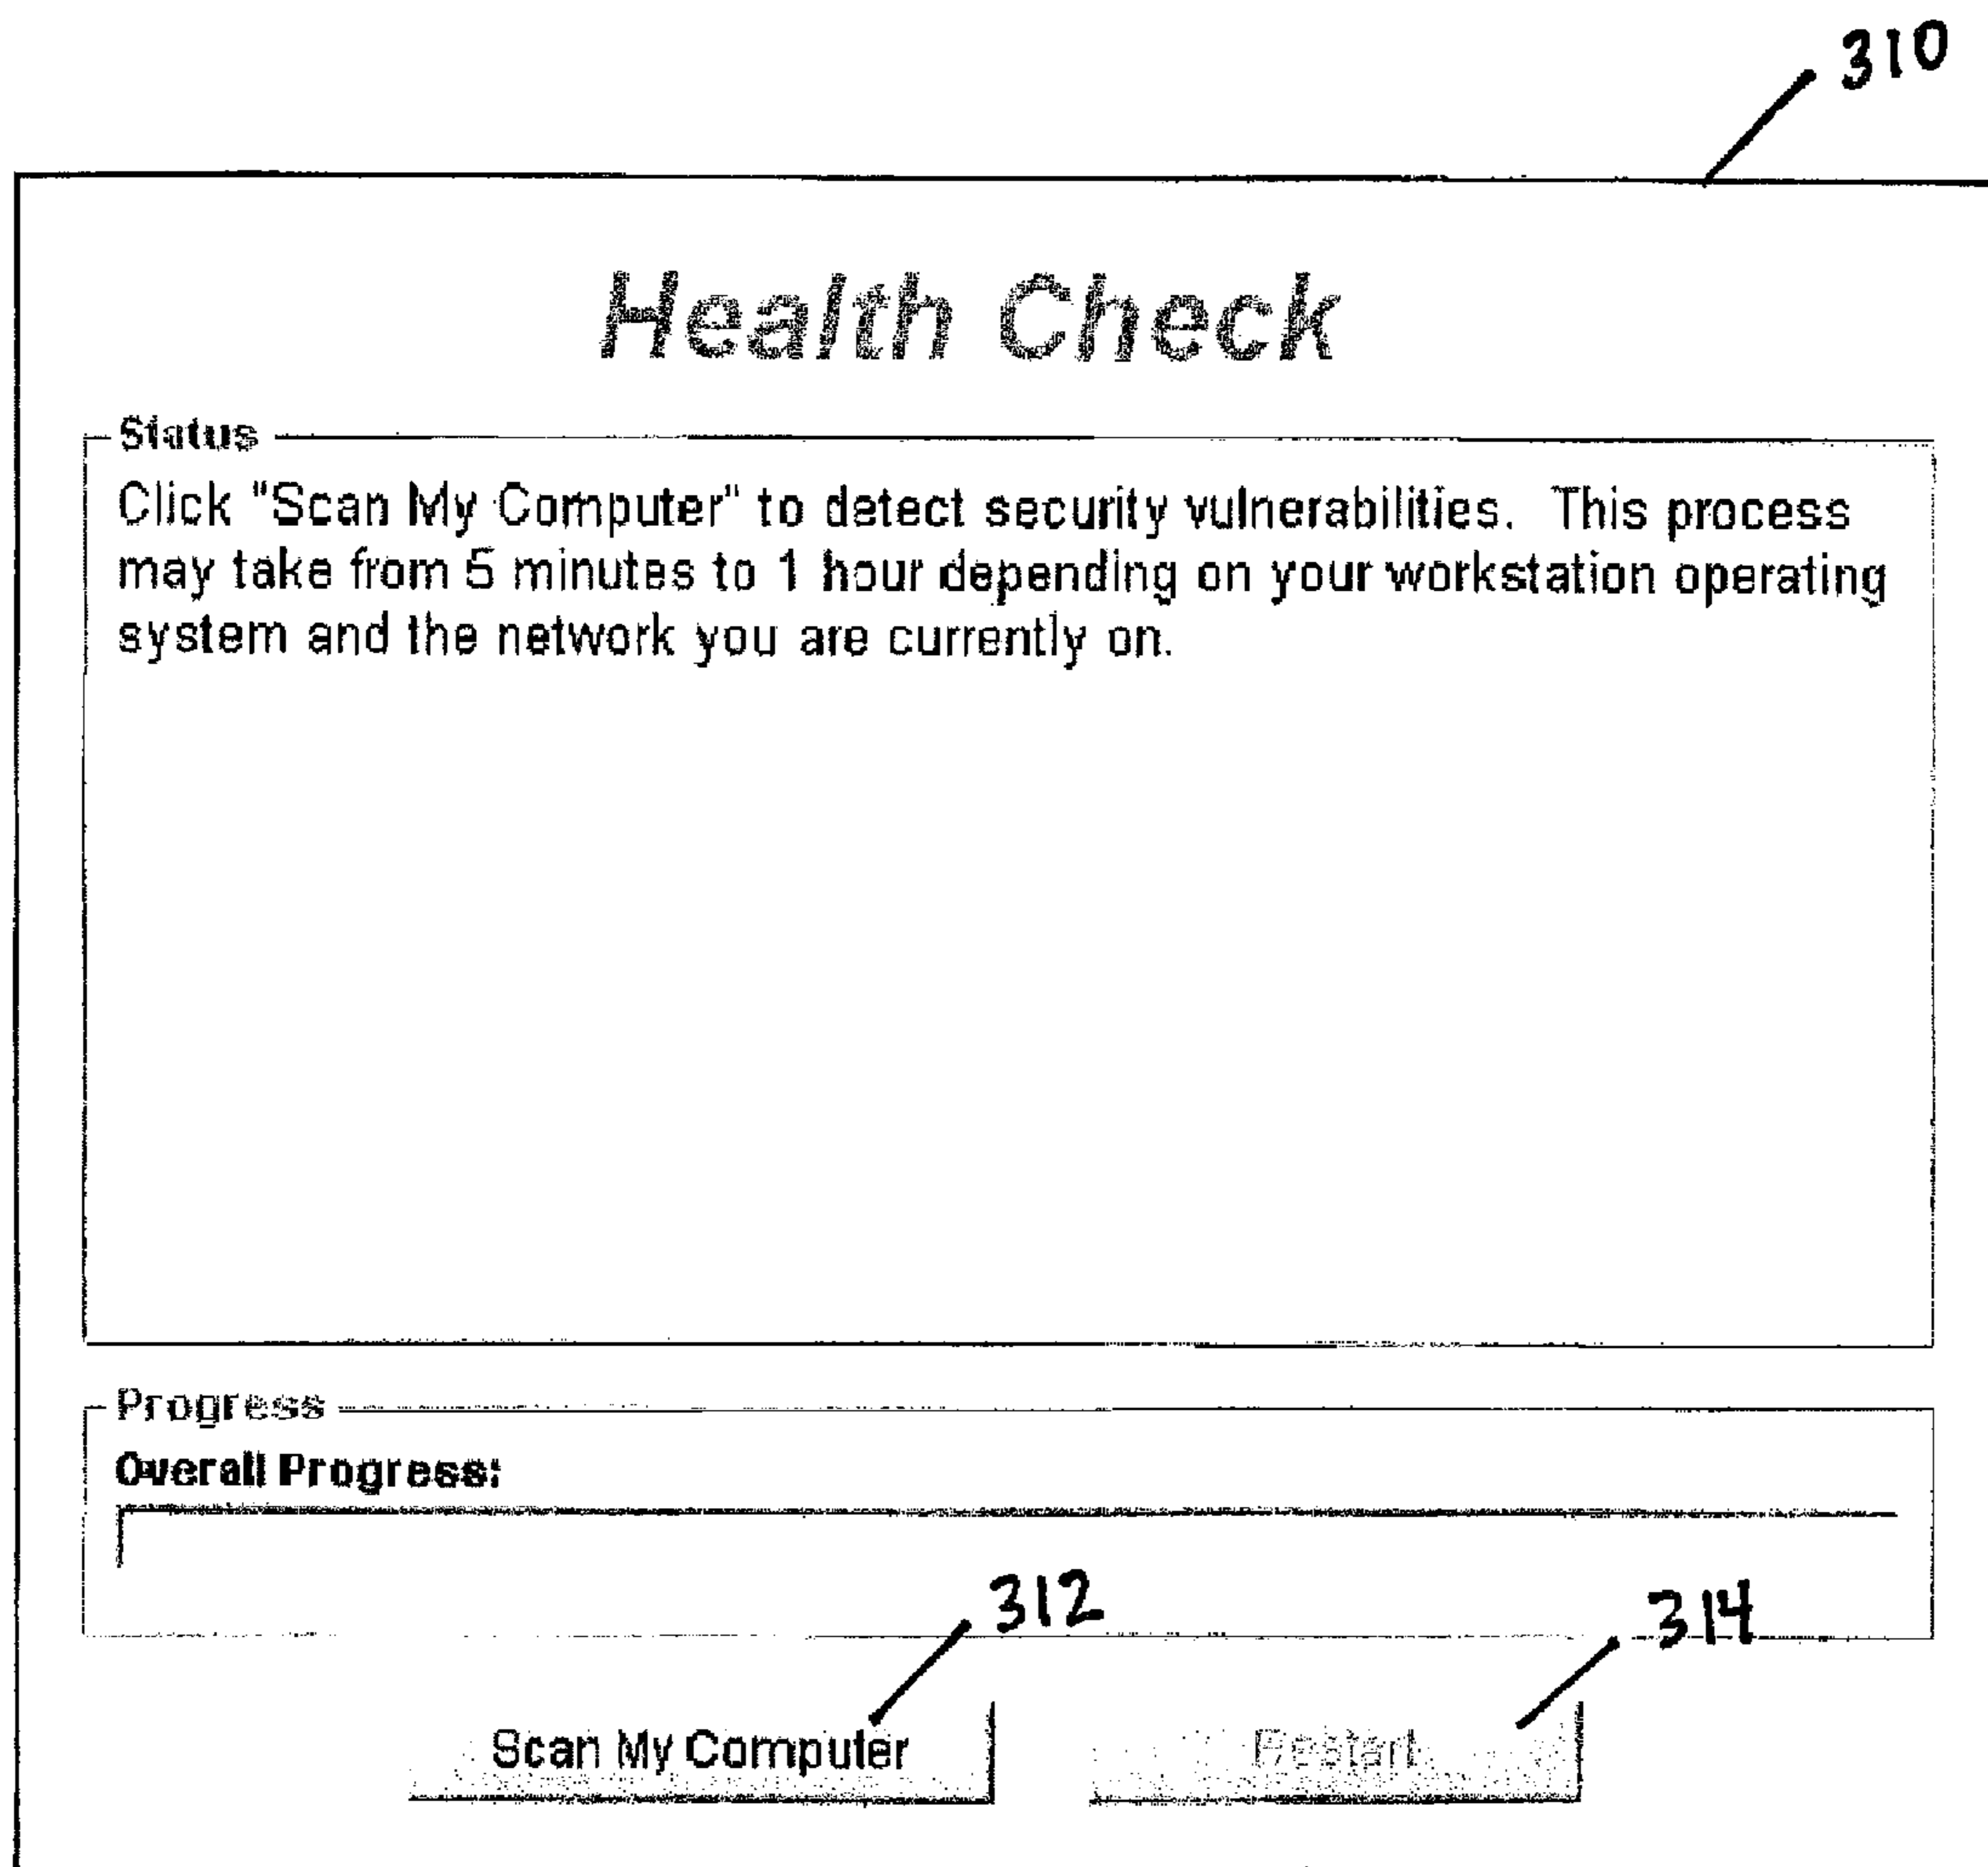 310
Health Check
Status
Click "Scan My Computer" to detect security vulnerabilities.  This process
may take from 5 minutes to 1 hour depending on your workstation operating
system and the network you are currently on.
Progress
Overall Progress:
312
314
Scan My Computer
Restart